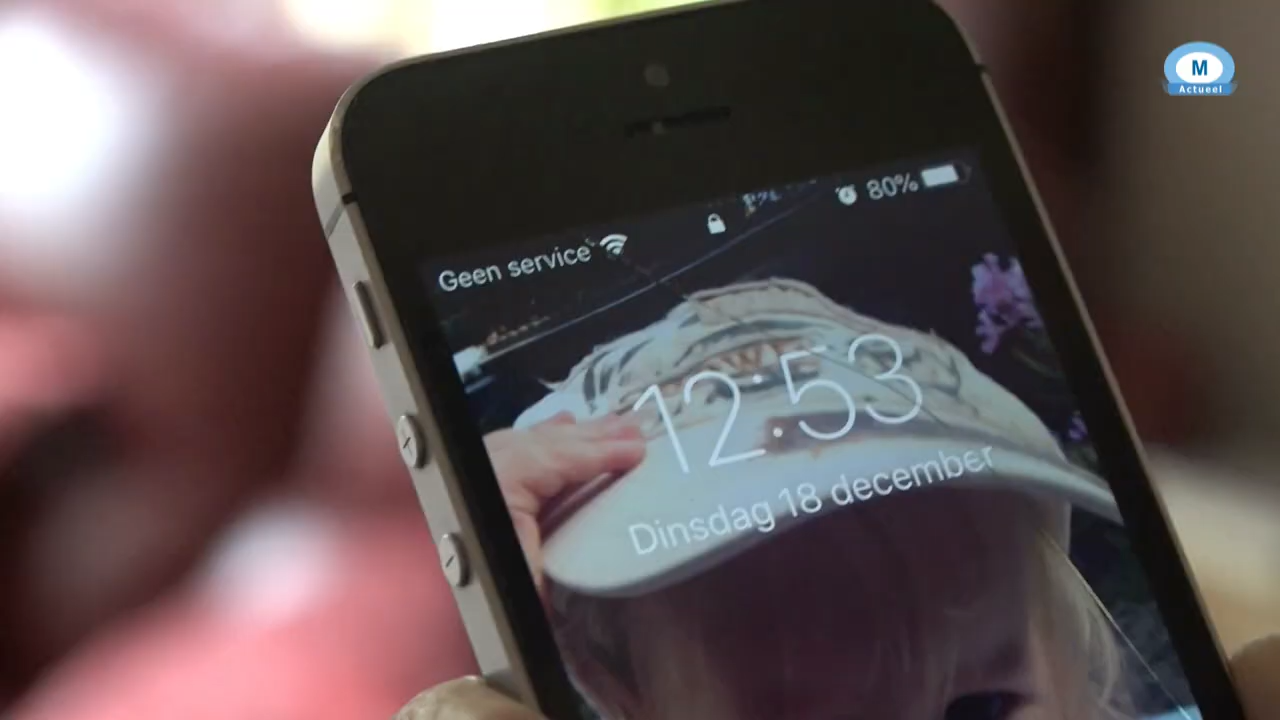 M
Actueel
Geen service
80%
12:53
Dinsdag 18 december